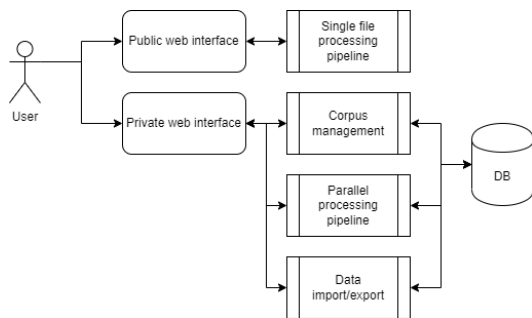 User
Public web interface
Private web interface
Single file
processing
pipeline
Corpus
management
Parallel
processing
pipeline
Data
import/export
DB